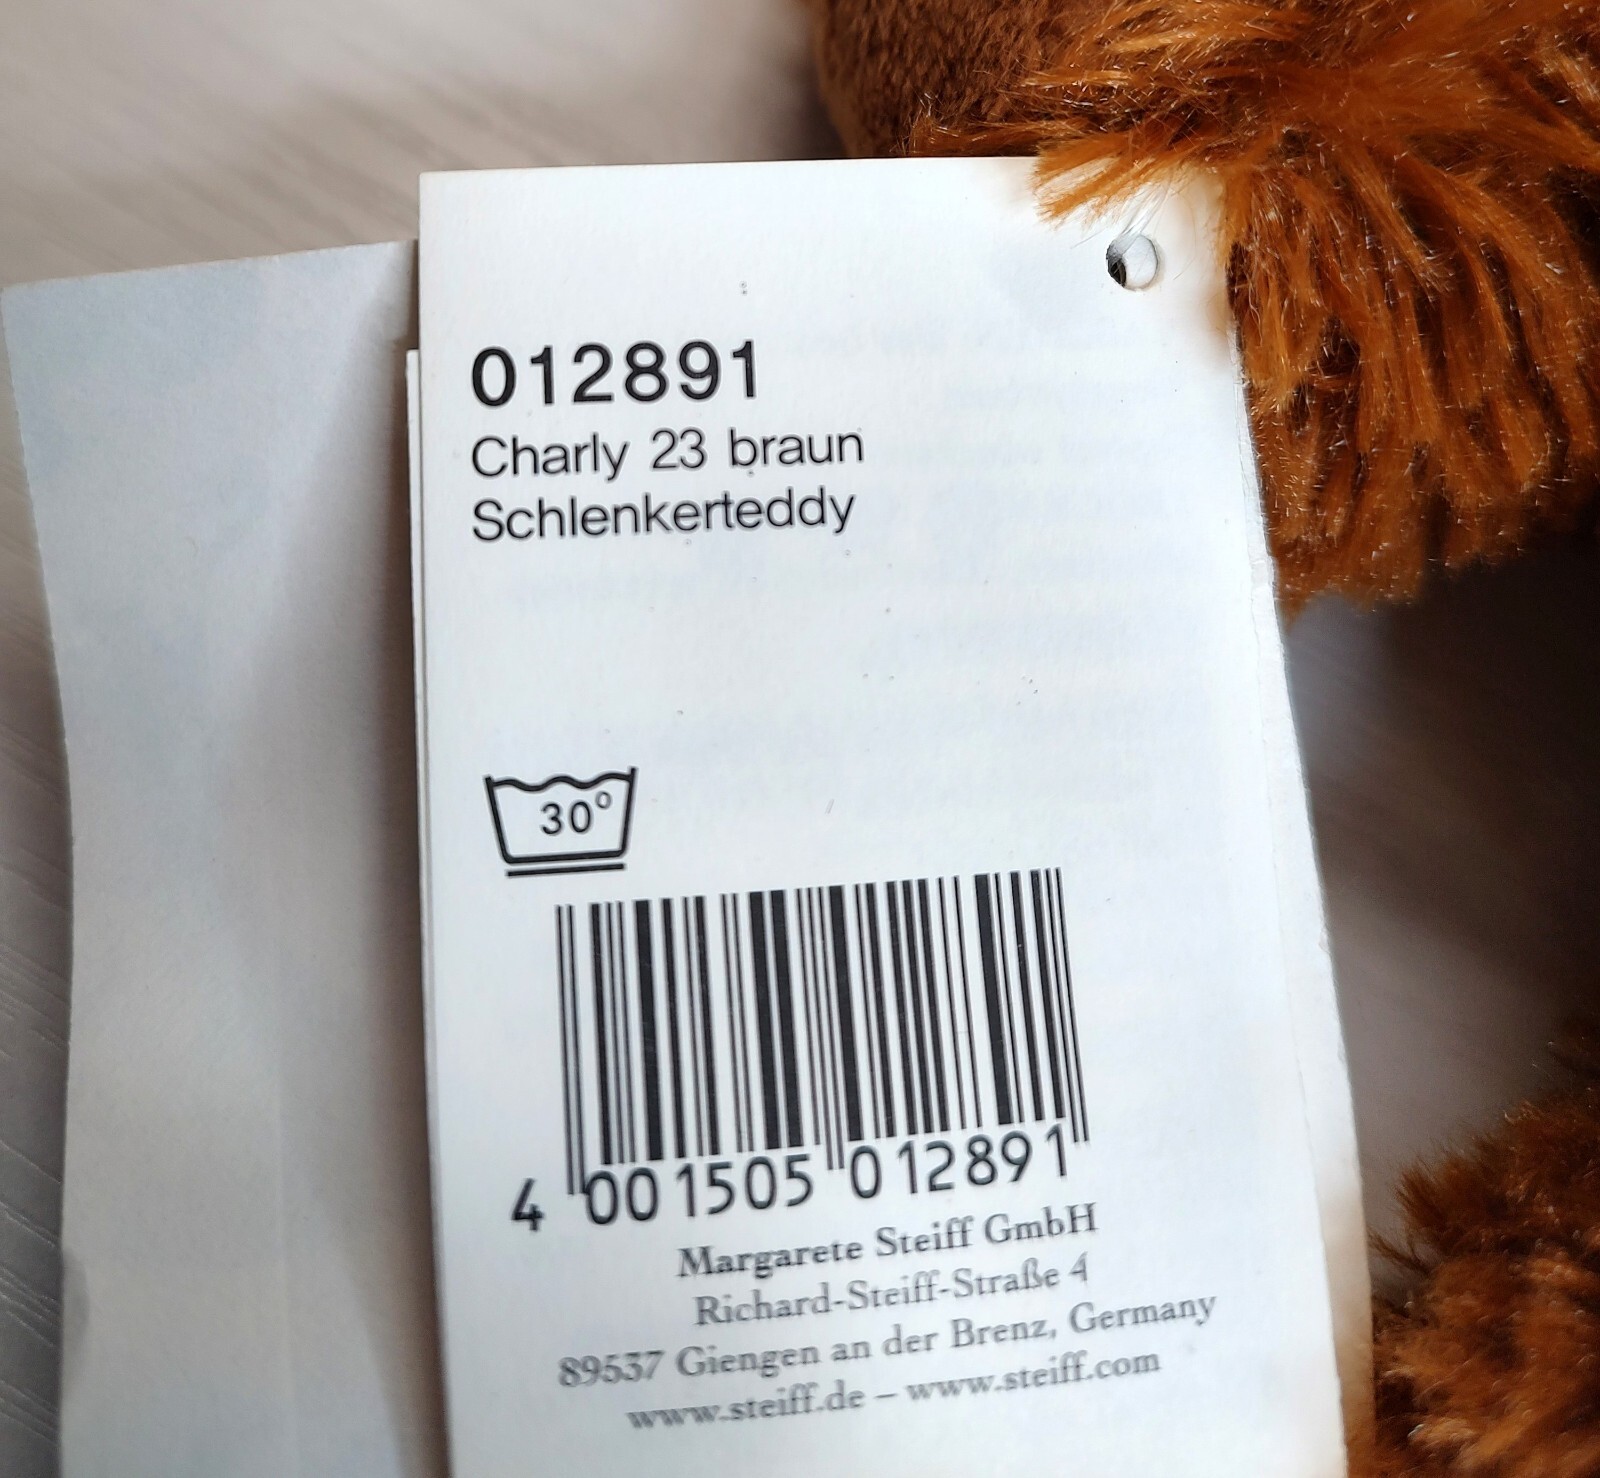 012891
Charly 23 braun
Schlenkerteddy
30°
4 001505 012891
Margarete Steiff GmbH
Richard-Steiff-Straße 4
89537 Giengen an der Brenz, Germany
www.steiff.de – www.steiff.com